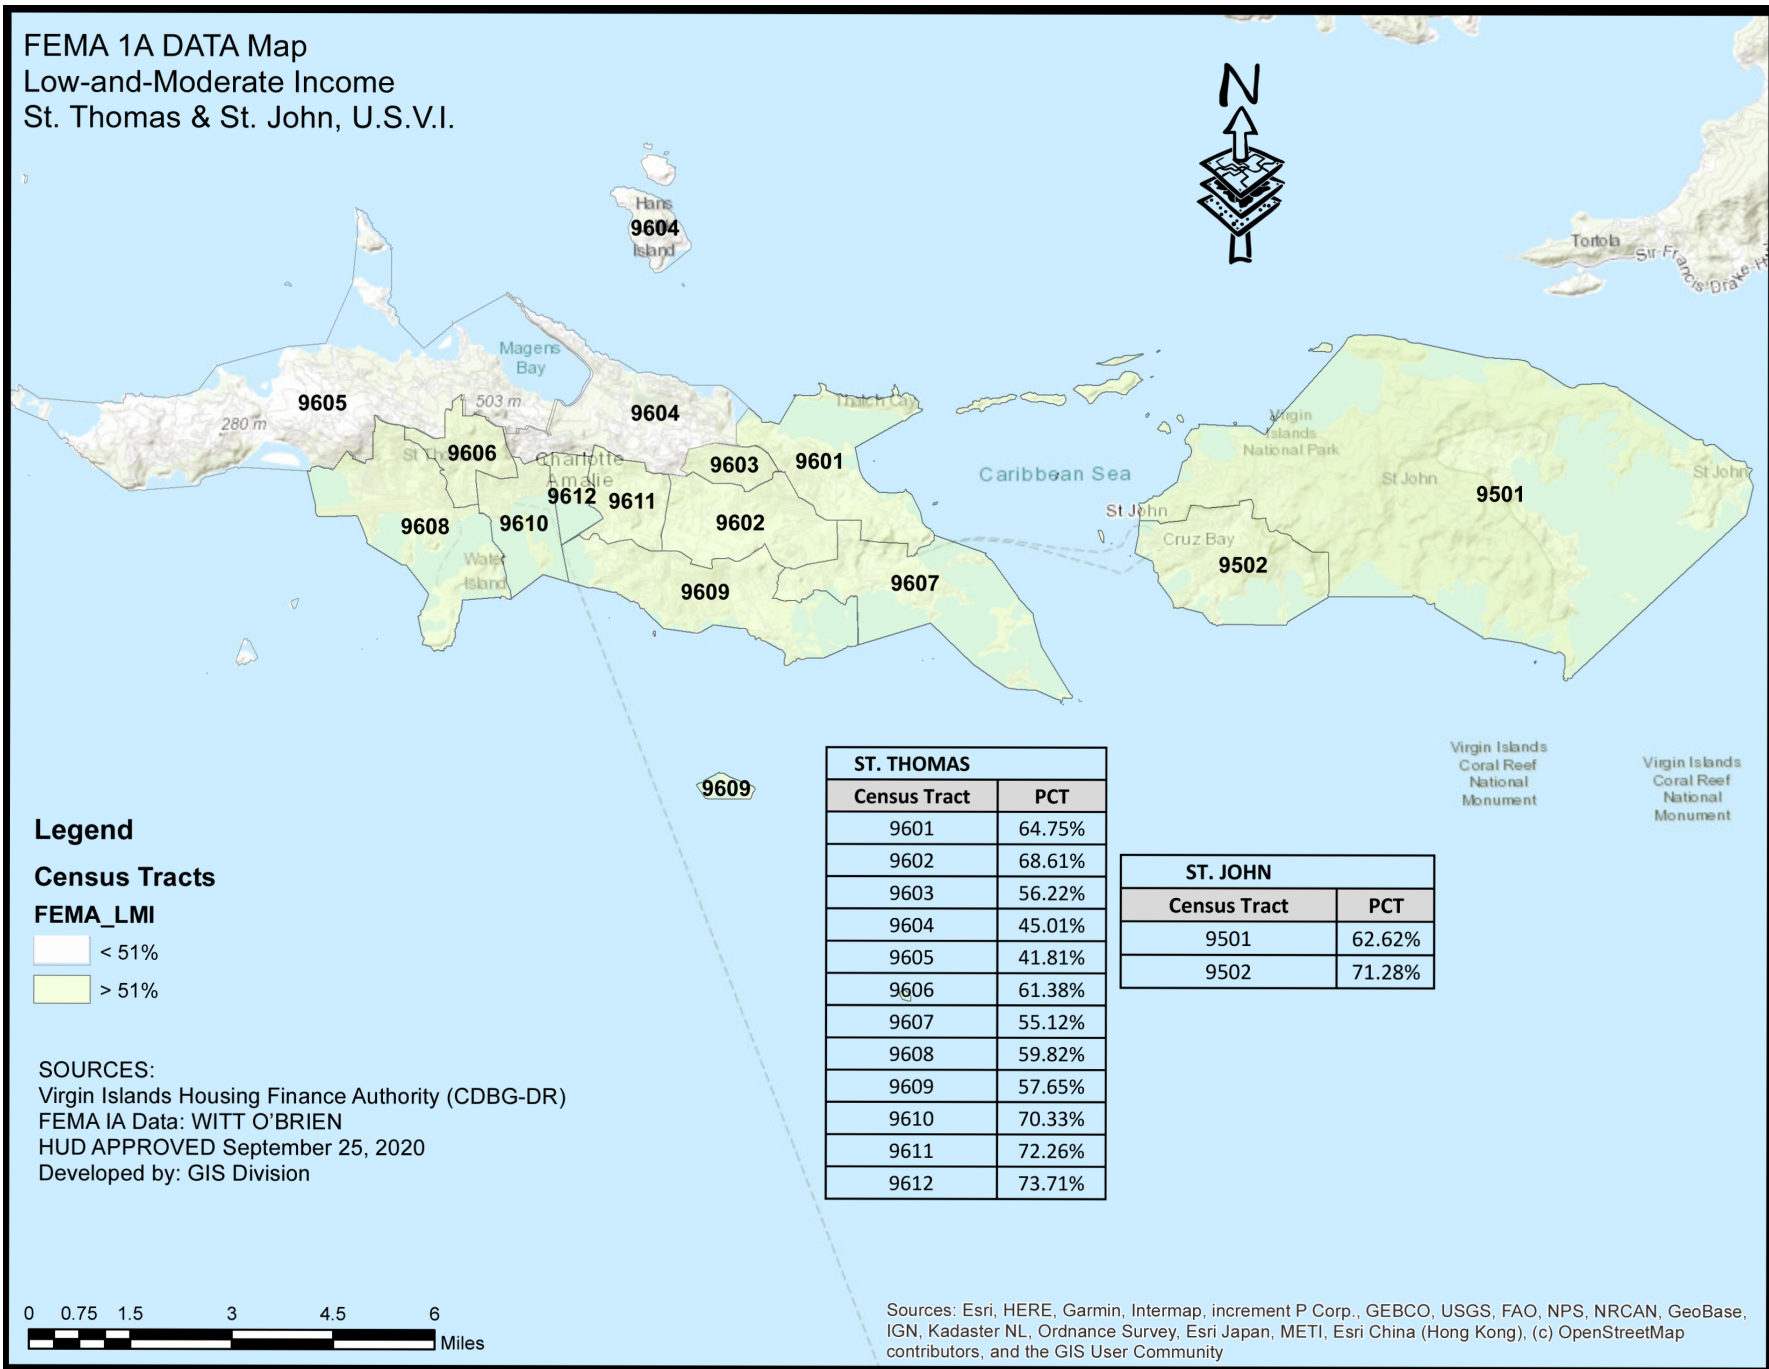 FEMA 1A DATA Map
Low-and-Moderate Income
St. Thomas & St. John, U.S.V.I.
N
Hans
9604
Island
Tortola
Sir Francis Drake
Magens
Bay
9605
503 m
280 m
9604
Thatch Cay
St Tho
9606
Charlotte
Amalie
9603
9601
9612
9611
9608
9610
9602
Water
Island
9609
9607
Caribbean Sea
Virgin
Islands
National Park
St John
St John
9501
St John
Cruz Bay
9502
9609
Virgin Islands
Coral Reef
National
Monument
Virgin Islands
Coral Reef
National
Monument
ST. THOMAS
Census Tract PCT
9601 64.75%
9602 68.61%
9603 56.22%
9604 45.01%
9605 41.81%
9606 61.38%
9607 55.12%
9608 59.82%
9609 57.65%
9610 70.33%
9611 72.26%
9612 73.71%
ST. JOHN
Census Tract PCT
9501 62.62%
9502 71.28%
Legend
Census Tracts
FEMA_LMI
< 51%
> 51%
SOURCES:
Virgin Islands Housing Finance Authority (CDBG-DR)
FEMA IA Data: WITT O’BRIEN
HUD APPROVED September 25, 2020
Developed by: GIS Division
0 0.75 1.5 3 4.5 6
Miles
Sources: Esri, HERE, Garmin, Intermap, increment P Corp., GEBCO, USGS, FAO, NPS, NRCAN, GeoBase,
IGN, Kadaster NL, Ordnance Survey, Esri Japan, METI, Esri China (Hong Kong), (c) OpenStreetMap
contributors, and the GIS User Community